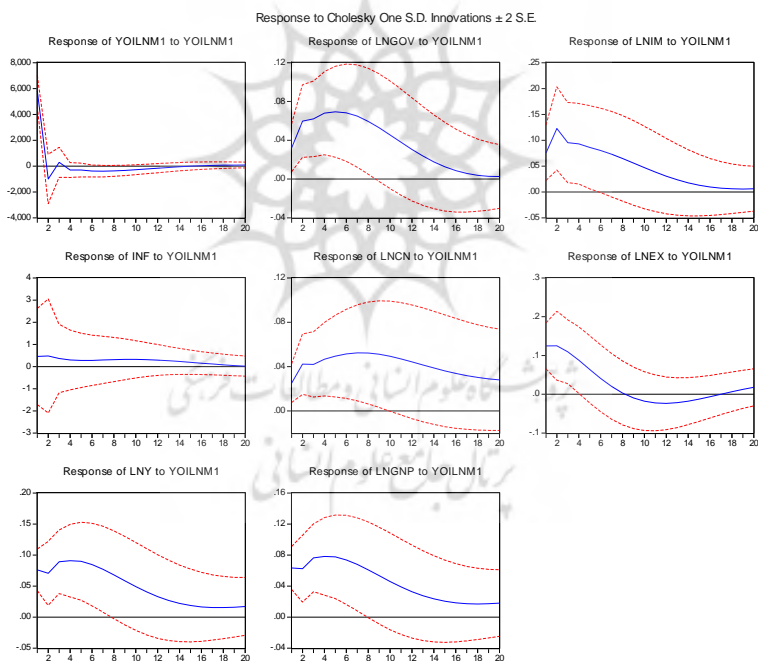 Response to Cholesky One S.D. Innovations ± 2 S.E.
Response of YOILNM1 to YOILNM1
8,000
6,000
4,000
2,000
0
-2,000
-4,000
2 4 6 8 10 12 14 16 18 20
Response of LNGOV to YOILNM1
.12
.08
.04
.00
-.04
2 4 6 8 10 12 14 16 18 20
Response of LNIM to YOILNM1
.25
.20
.15
.10
.05
.00
-.05
2 4 6 8 10 12 14 16 18 20
Response of INF to YOILNM1
4
3
2
1
0
-1
-2
-3
2 4 6 8 10 12 14 16 18 20
Response of LNCN to YOILNM1
.12
.08
.04
.00
2 4 6 8 10 12 14 16 18 20
Response of LNEX to YOILNM1
.3
.2
.1
.0
-.1
2 4 6 8 10 12 14 16 18 20
پژوهشگاه علوم انسانی و مطالعات فرهنگی
پرتال جامع علوم انسانی
Response of LNY to YOILNM1
.20
.15
.10
.05
.00
-.05
2 4 6 8 10 12 14 16 18 20
Response of LNGNP to YOILNM1
.16
.12
.08
.04
.00
-.04
2 4 6 8 10 12 14 16 18 20